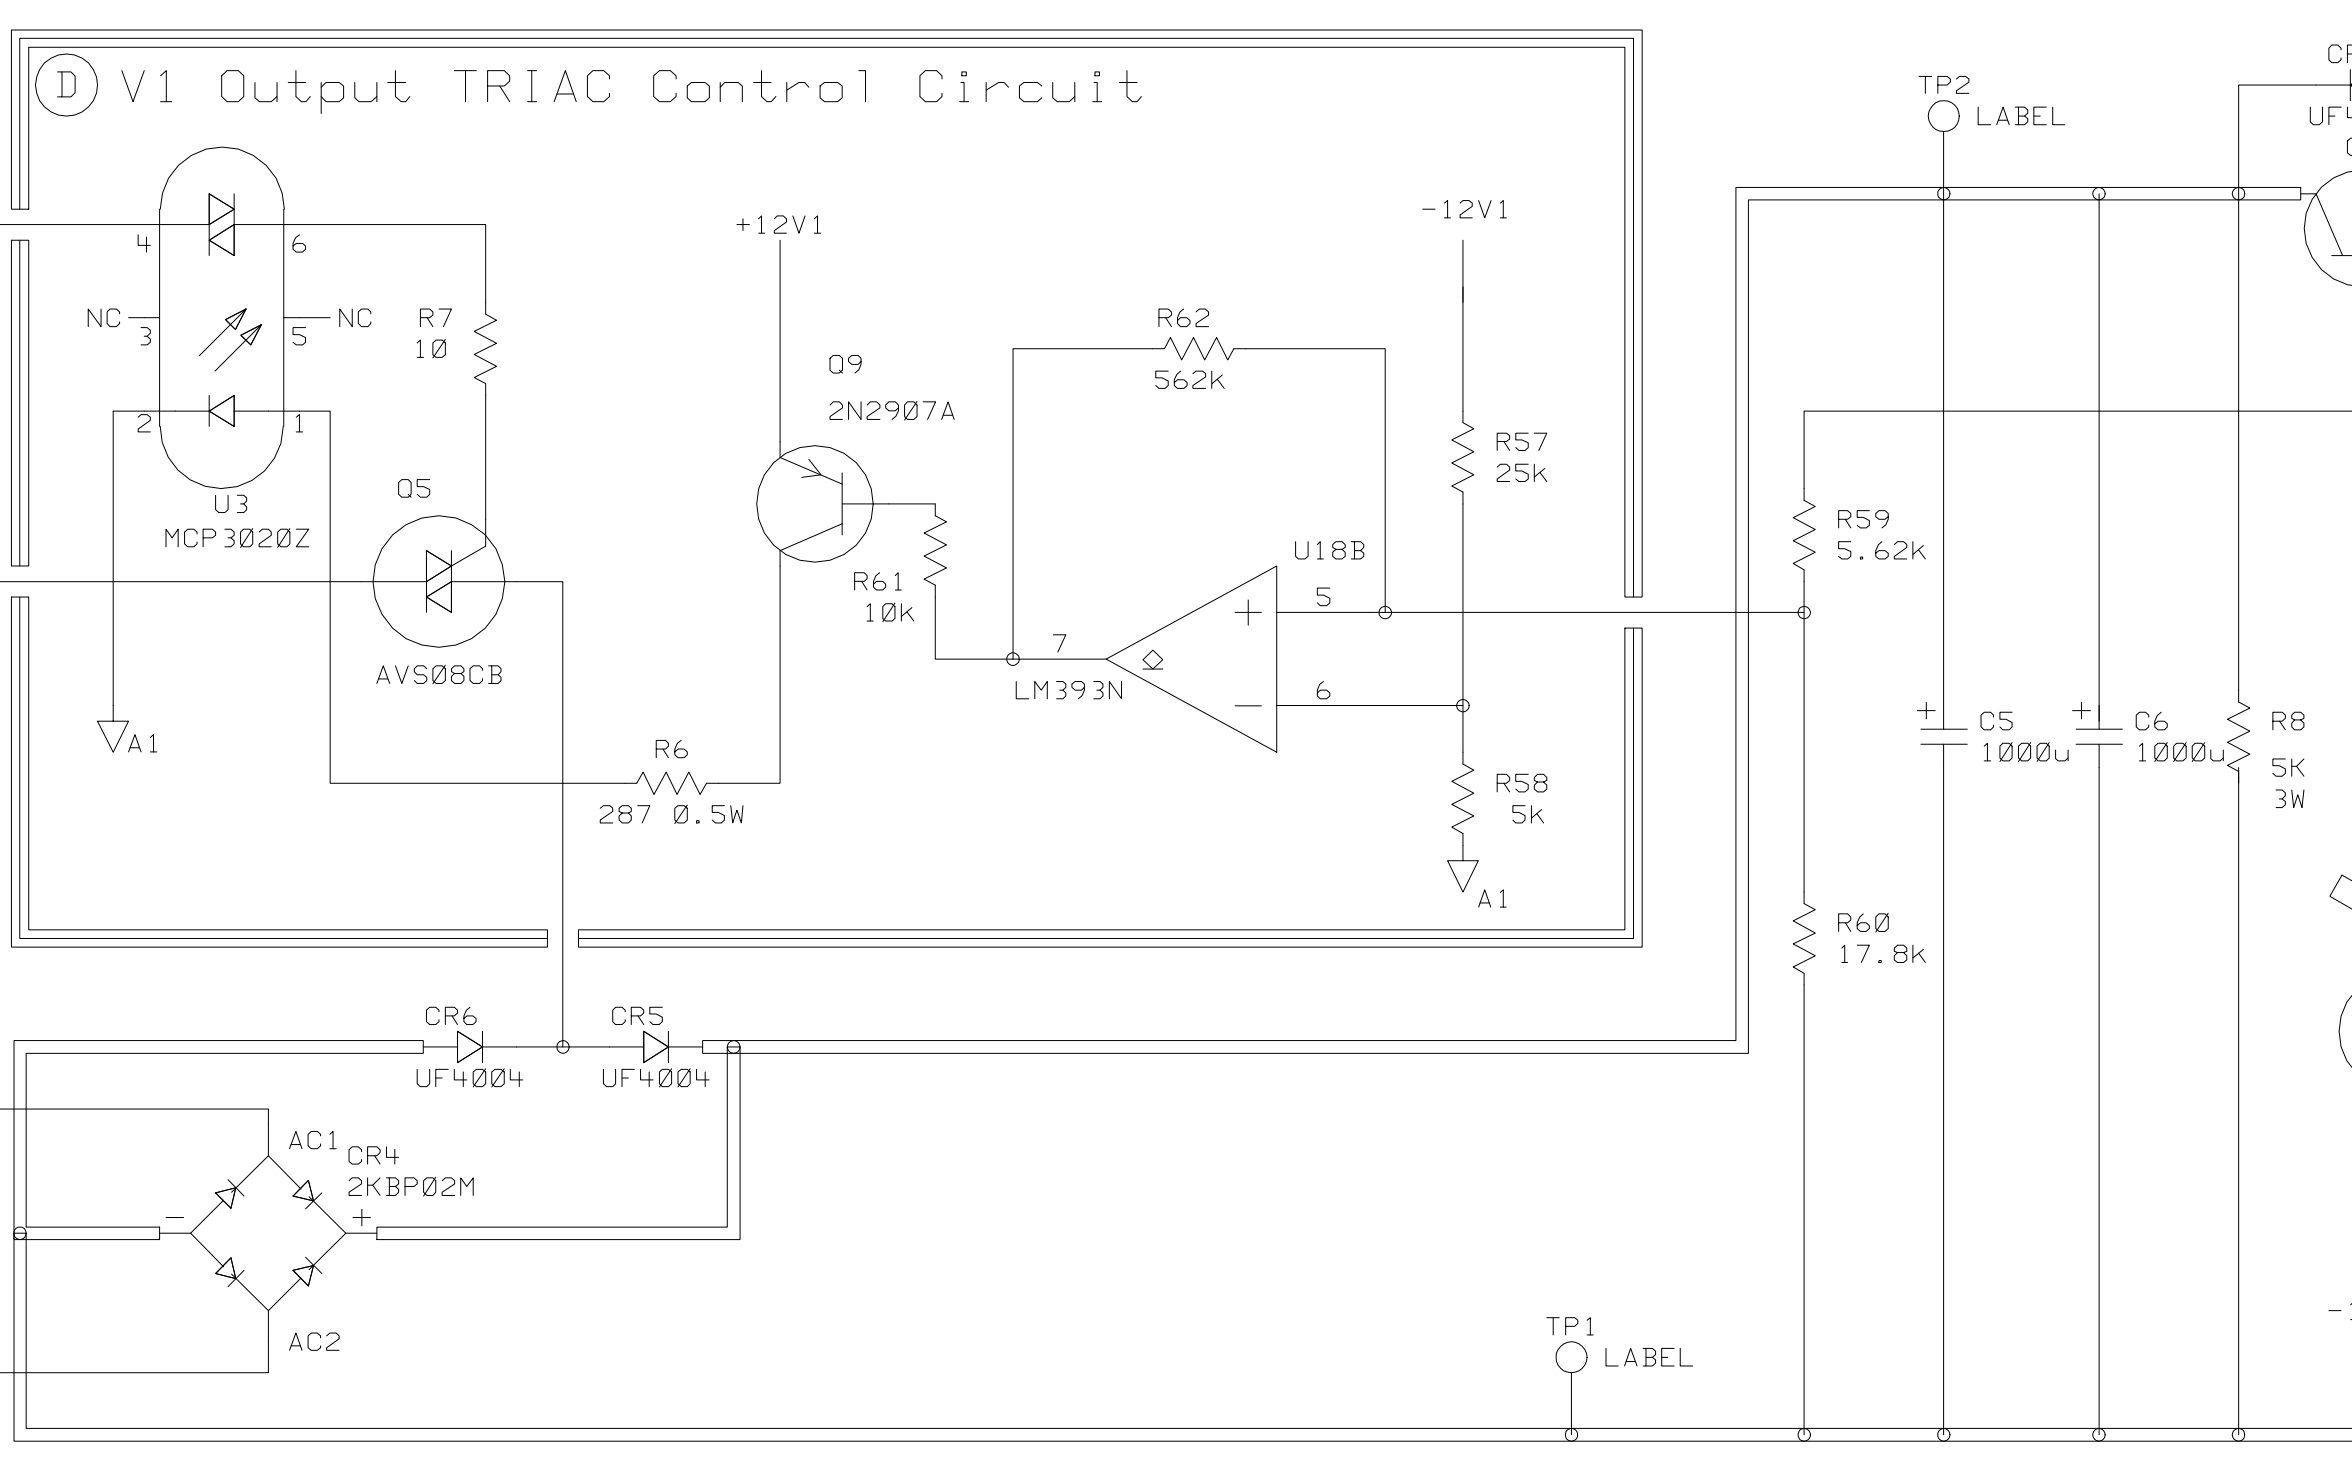 D V1 Output TRIAC Control Circuit
TP2
LABEL
+12V1
-12V1
4
6
NC
3
5
NC
R7
10
R62
562k
Q9
2N2907A
2
1
U3
MCP3020Z
Q5
AVS08CB
R57
25k
R59
5.62k
R61
10k
U18B
5
7
LM393N
6
A1
R6
287 0.5W
R58
5k
A1
C5
1000u
C6
1000u
R8
5K
3W
R60
17.8k
CR6
UF4004
CR5
UF4004
AC1
CR4
2KBP02M
-
+
AC2
TP1
LABEL